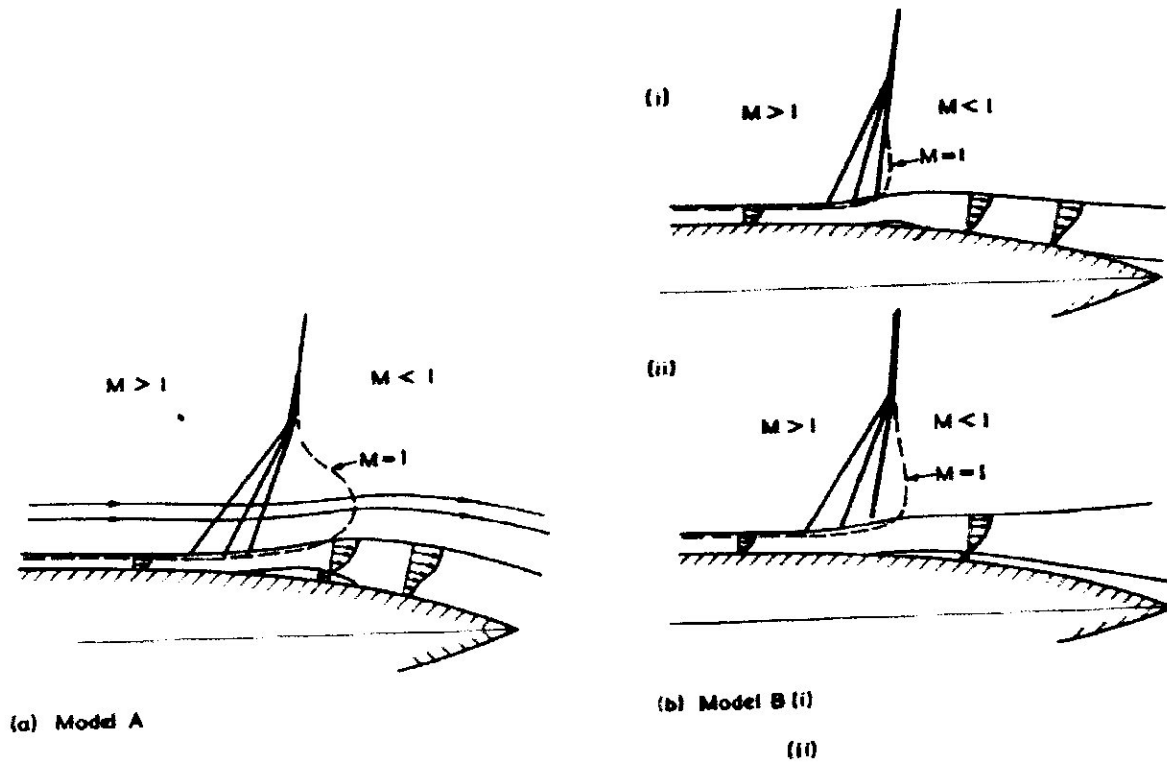 (i)
M > 1
M < 1
M = 1
(ii)
M > 1
M < 1
M = 1
M > 1
M < 1
M = 1
(a) Model A
(b) Model B (i)
(ii)